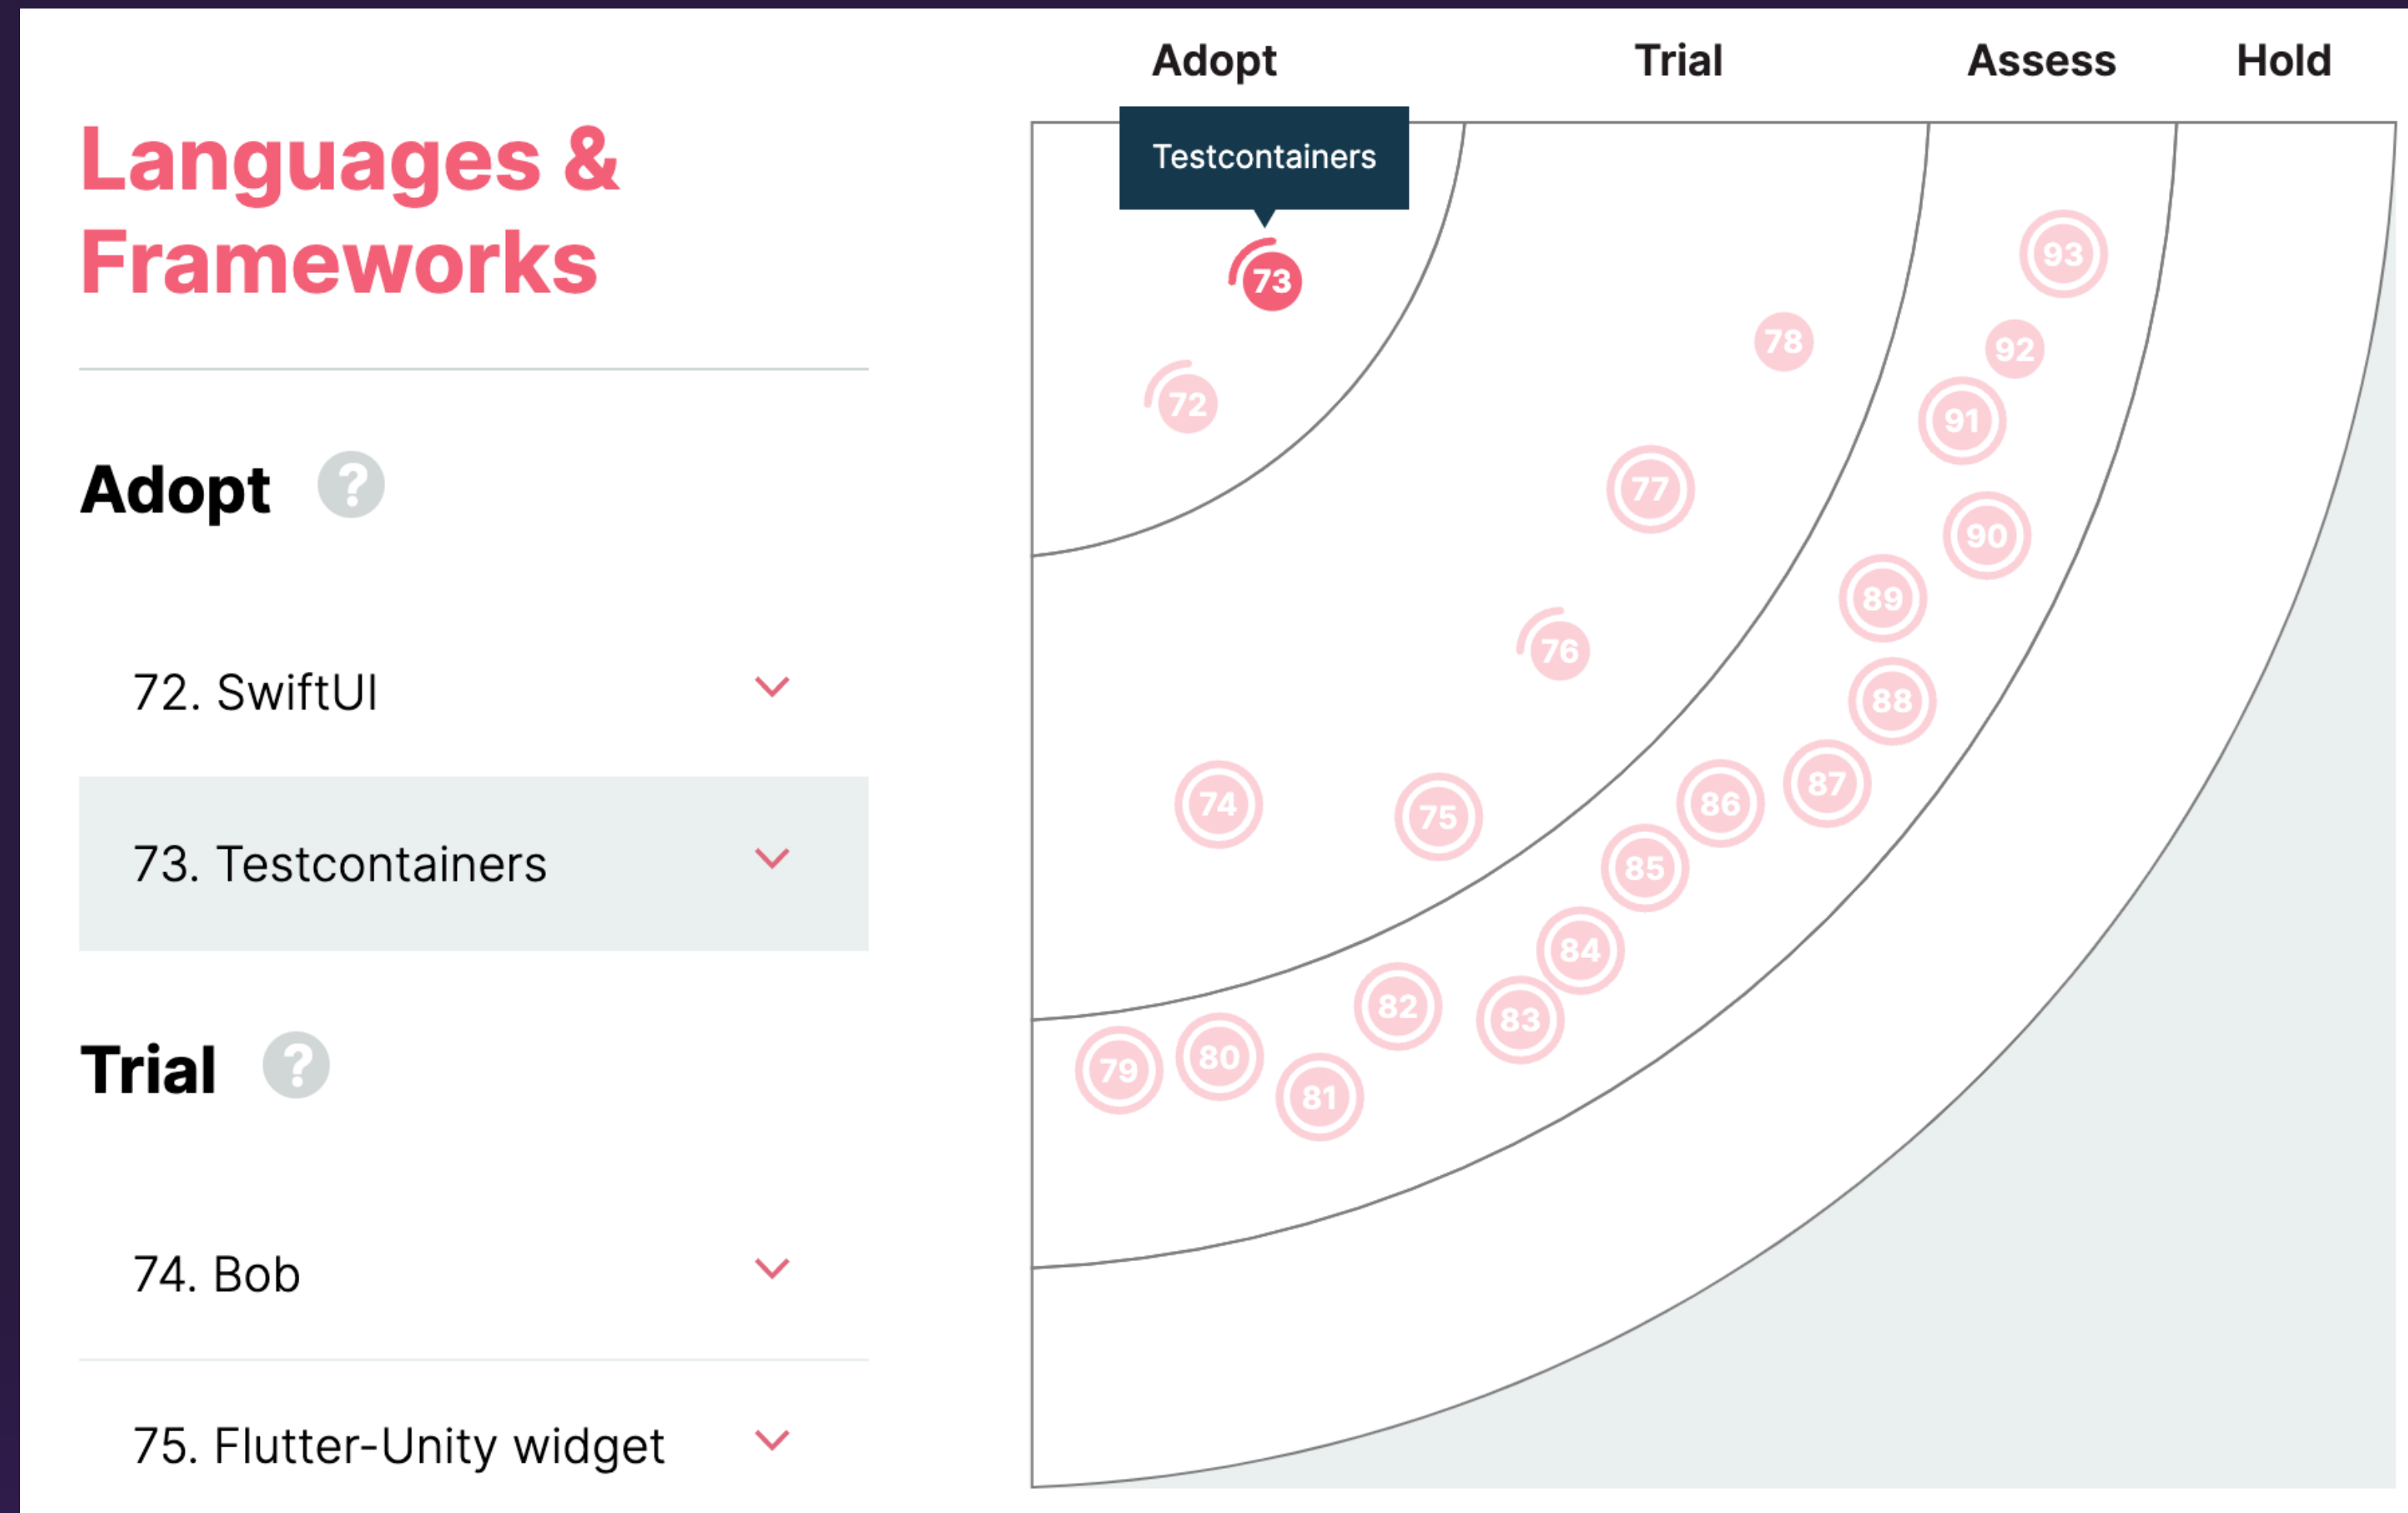 Languages &
Frameworks
Adopt ?
72. SwiftUI
73. Testcontainers
Trial ?
74. Bob
75. Flutter-Unity widget
Adopt Trial Assess Hold
Testcontainers
73
72
78
77
76
74
75
93
92
91
90
89
88
87
86
85
84
83
82
81
80
79